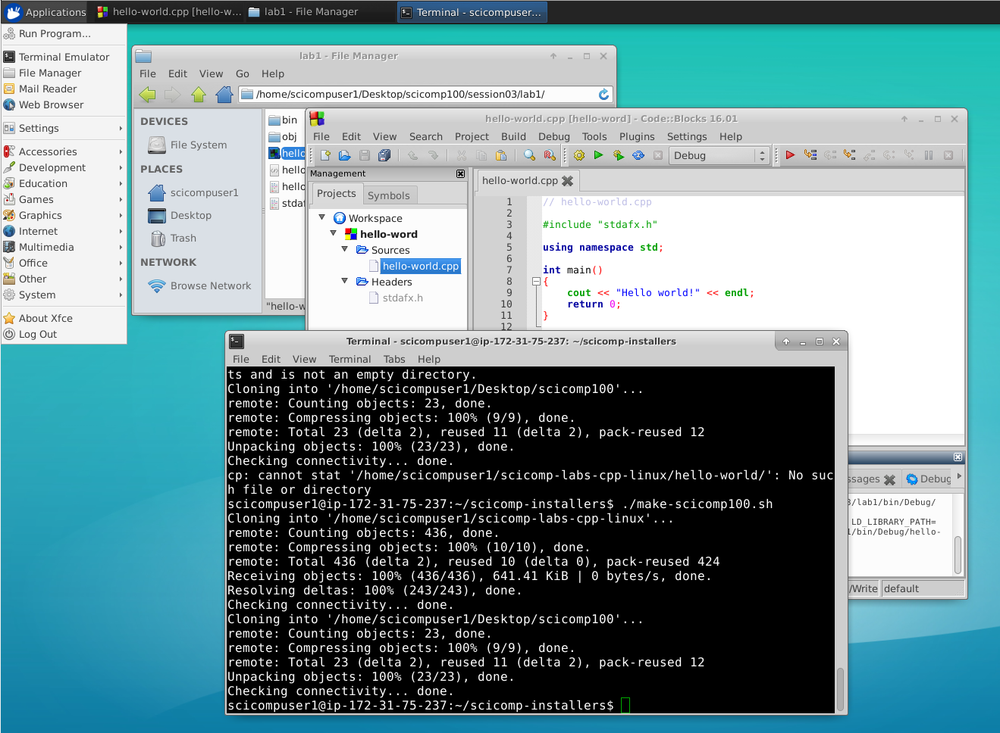 Applications
hello-world.cpp [hello-w...
lab1 - File Manager
Terminal - scicompuser...
Run Program...
Terminal Emulator
File Manager
Mail Reader
Web Browser
Settings
Accessories
Development
Education
Games
Graphics
Internet
Multimedia
Office
Other
System
About Xfce
Log Out
lab1 - File Manager
File Edit View Go Help
/home/scicompuser1/Desktop/scicomp100/session03/lab1/
DEVICES
File System
PLACES
scicompuser1
Desktop
Trash
NETWORK
Browse Network
bin
obj
hello
hello
hello
stdaf
"hello-w
hello-world.cpp [hello-word] - Code::Blocks 16.01
File Edit View Search Project Build Debug Tools Plugins Settings Help
Debug
Management
Projects Symbols
Workspace
hello-word
Sources
hello-world.cpp
Headers
stdafx.h
hello-world.cpp
1 // hello-world.cpp
2
3 #include "stdafx.h"
4
5 using namespace std;
6
7 int main()
8 {
9 cout << "Hello world!" << endl;
10 return 0;
11 }
12
ssages Debug
3/lab1/bin/Debug/
LD_LIBRARY_PATH=
1/bin/Debug/hello-
/Write default
Terminal - scicompuser1@ip-172-31-75-237: ~/scicomp-installers
File Edit View Terminal Tabs Help
ts and is not an empty directory.
Cloning into '/home/scicompuser1/Desktop/scicomp100'...
remote: Counting objects: 23, done.
remote: Compressing objects: 100% (9/9), done.
remote: Total 23 (delta 2), reused 11 (delta 2), pack-reused 12
Unpacking objects: 100% (23/23), done.
Checking connectivity... done.
cp: cannot stat '/home/scicompuser1/scicomp-labs-cpp-linux/hello-world/': No suc
h file or directory
scicompuser1@ip-172-31-75-237:~/scicomp-installers$ ./make-scicomp100.sh
Cloning into '/home/scicompuser1/scicomp-labs-cpp-linux'...
remote: Counting objects: 436, done.
remote: Compressing objects: 100% (10/10), done.
remote: Total 436 (delta 2), reused 10 (delta 0), pack-reused 424
Receiving objects: 100% (436/436), 641.41 KiB | 0 bytes/s, done.
Resolving deltas: 100% (243/243), done.
Checking connectivity... done.
Cloning into '/home/scicompuser1/Desktop/scicomp100'...
remote: Counting objects: 23, done.
remote: Compressing objects: 100% (9/9), done.
remote: Total 23 (delta 2), reused 11 (delta 2), pack-reused 12
Unpacking objects: 100% (23/23), done.
Checking connectivity... done.
scicompuser1@ip-172-31-75-237:~/scicomp-installers$